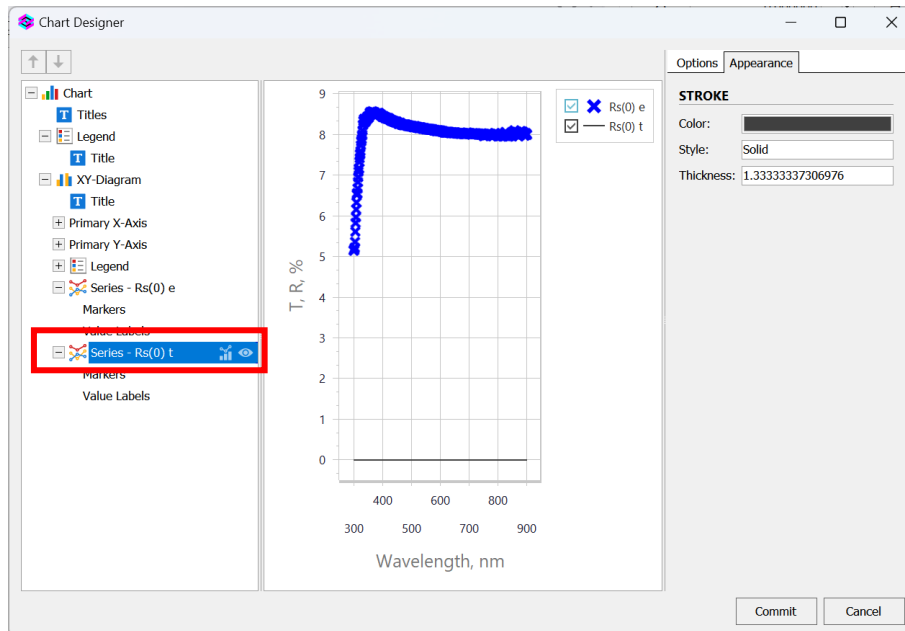 Chart Designer
Chart
Titles
Legend
Title
XY-Diagram
Title
Primary X-Axis
Primary Y-Axis
Legend
Series - Rs(0) e
Markers
Value Labels
Series - Rs(0) t
Markers
Value Labels
9
8
7
6
5
4
3
2
1
0
T, R, %
400 600 800
300 500 700 900
Wavelength, nm
Rs(0) e
Rs(0) t
Options Appearance
STROKE
Color:
Style: Solid
Thickness: 1.33333337306976
Commit Cancel